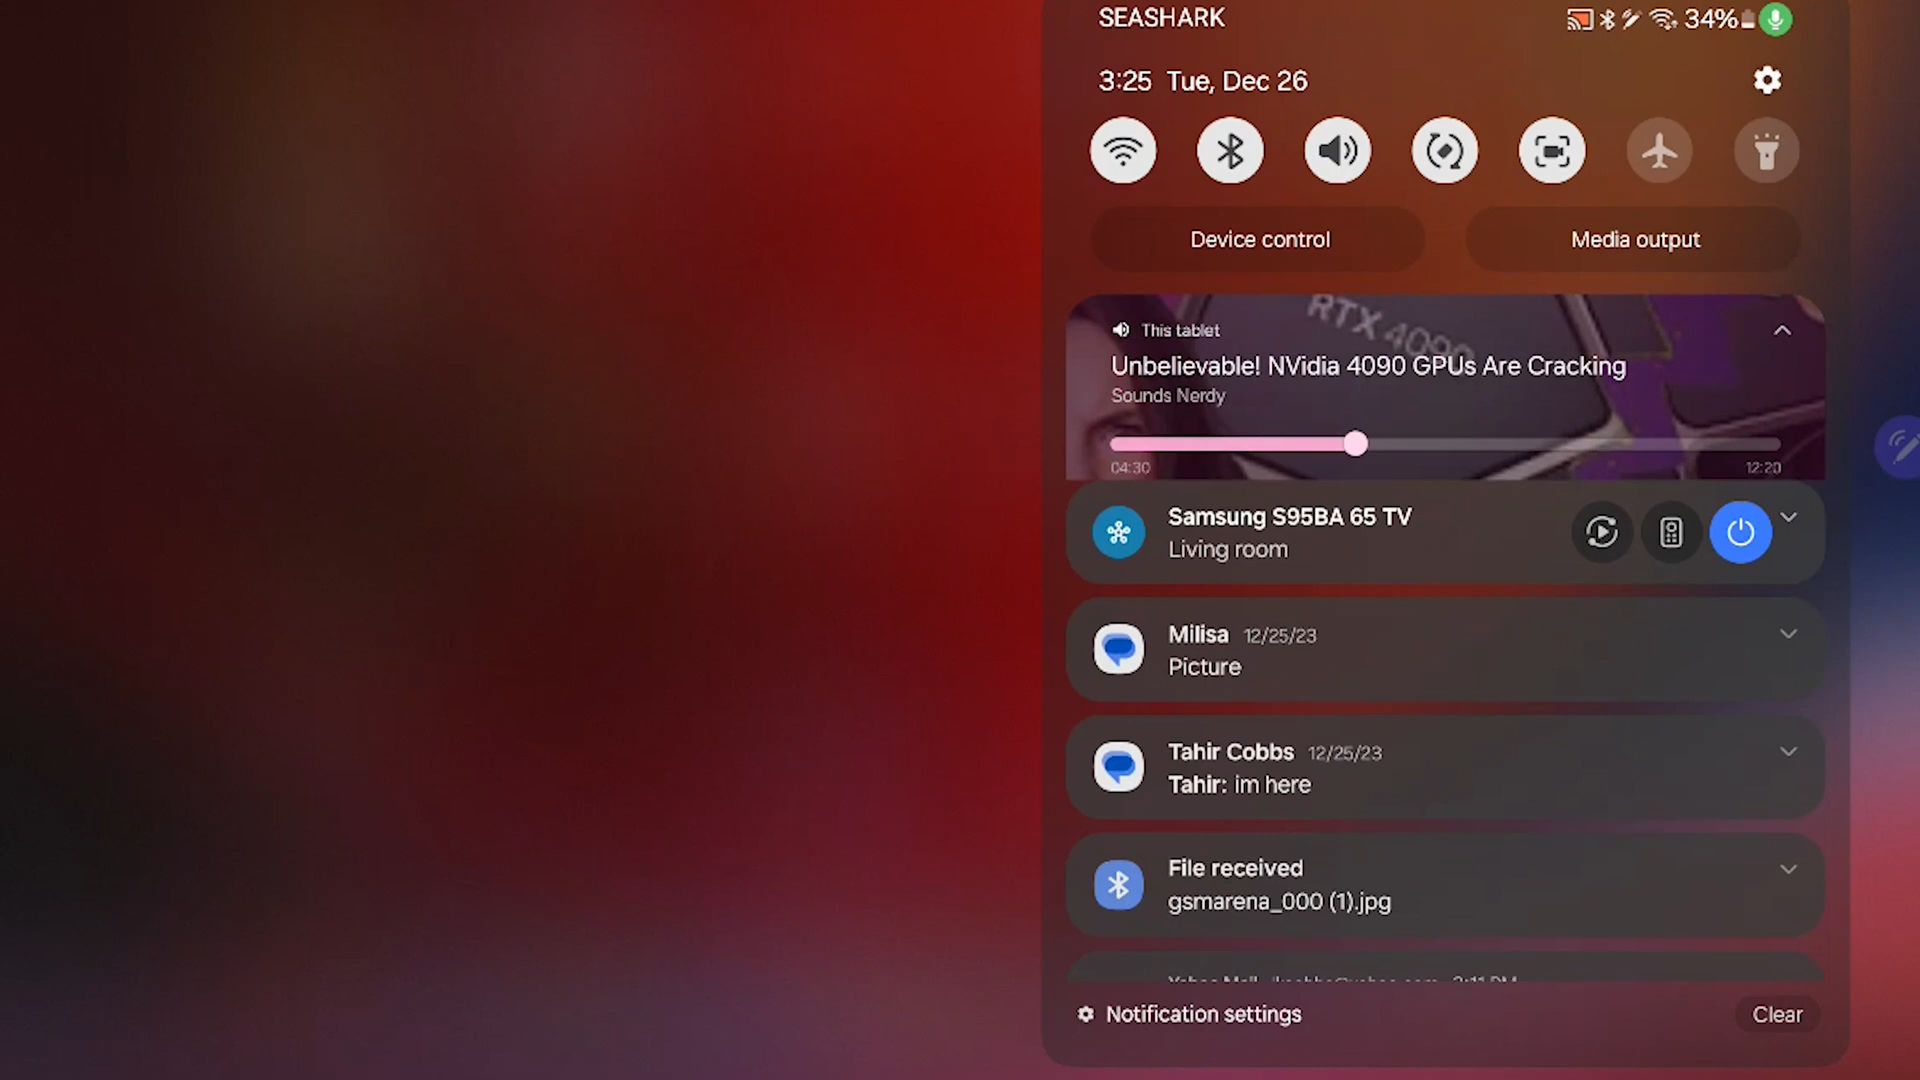 SEASHARK
34%
3:25 Tue, Dec 26
Device control
Media output
RTX 4090
This tablet
Unbelievable! NVidia 4090 GPUs Are Cracking
Sounds Nerdy
04:30
12:20
Samsung S95BA 65 TV
Living room
Milisa 12/25/23
Picture
Tahir Cobbs 12/25/23
Tahir: im here
File received
gsmarena_000 (1).jpg
Notification settings
Clear